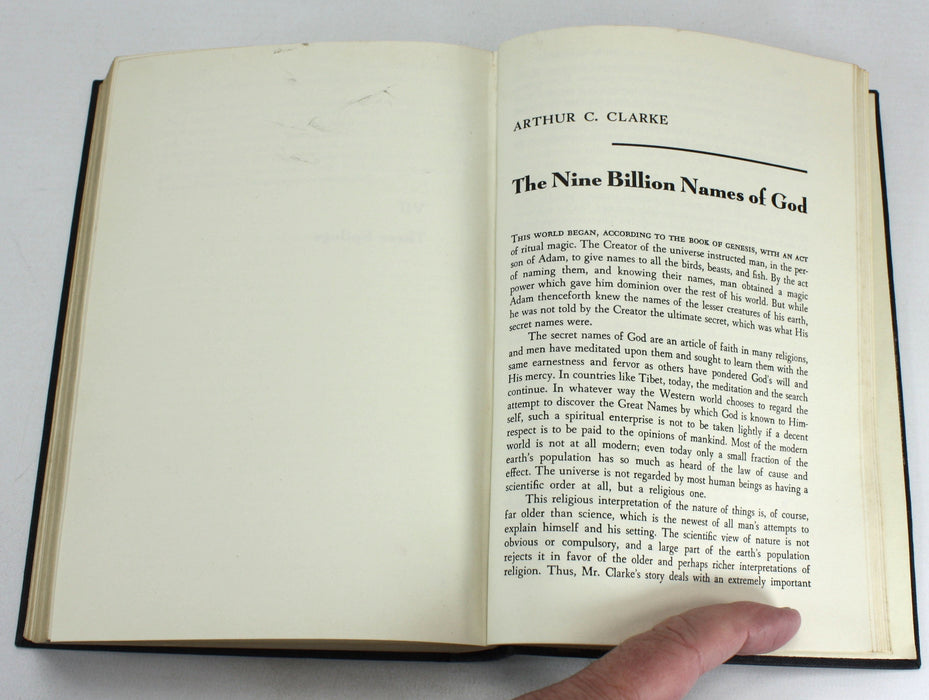 ARTHUR C. CLARKE
The Nine Billion Names of God
THIS WORLD BEGAN, ACCORDING TO THE BOOK OF GENESIS, WITH AN ACT
of ritual magic. The Creator of the universe instructed man, in the per-
son of Adam, to give names to all the birds, beasts, and fish. By the act
of naming them, and knowing their names, man obtained a magic
power which gave him dominion over the rest of his world. But while
Adam thenceforth knew the names of the lesser creatures of his earth,
he was not told by the Creator the ultimate secret, which was what His
secret names were.
The secret names of God are an article of faith in many religions,
and men have meditated upon them and sought to learn them with the
same earnestness and fervor as others have pondered God's will and
His mercy. In countries like Tibet, today, the meditation and the search
continue. In whatever way the Western world chooses to regard the
attempt to discover the Great Names by which God is known to Him-
self, such a spiritual enterprise is not to be taken lightly if a decent
respect is to be paid to the opinions of mankind. Most of the modern
world is not at all modern; even today only a small fraction of the
earth's population has so much as heard of the law of cause and
effect. The universe is not regarded by most human beings as having a
scientific order at all, but a religious one.
This religious interpretation of the nature of things is, of course,
far older than science, which is the newest of all man's attempts to
explain himself and his setting. The scientific view of nature is not
obvious or compulsory, and a large part of the earth's population
rejects it in favor of the older and perhaps richer interpretations of
religion. Thus, Mr. Clarke's story deals with an extremely important